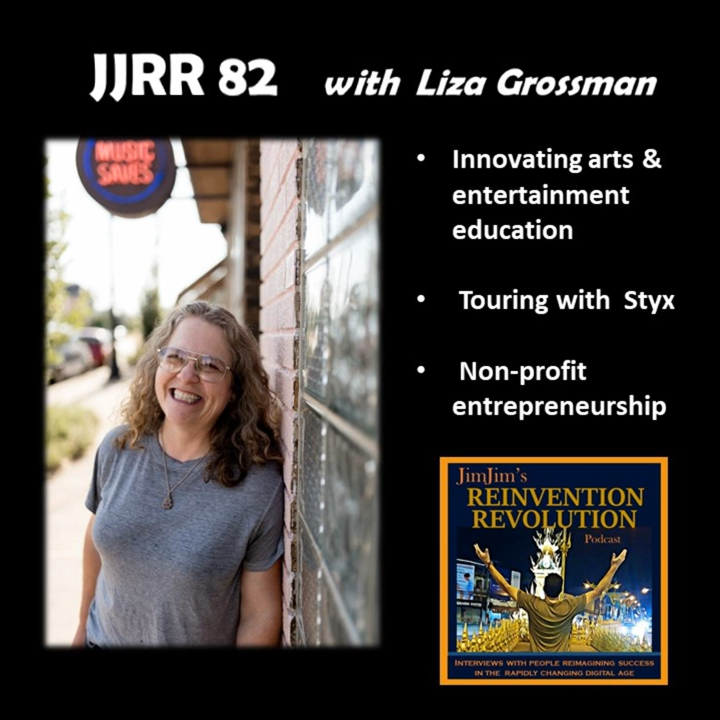 JJRR 82 with Liza Grossman
MUSIC
SAVES
• Innovating arts &
entertainment
education
• Touring with Styx
• Non-profit
entrepreneurship
JimJim's
REINVENTION
REVOLUTION
Podcast
INTERVIEWS WITH PEOPLE REIMAGINING SUCCESS
IN THE RAPIDLY CHANGING DIGITAL AGE